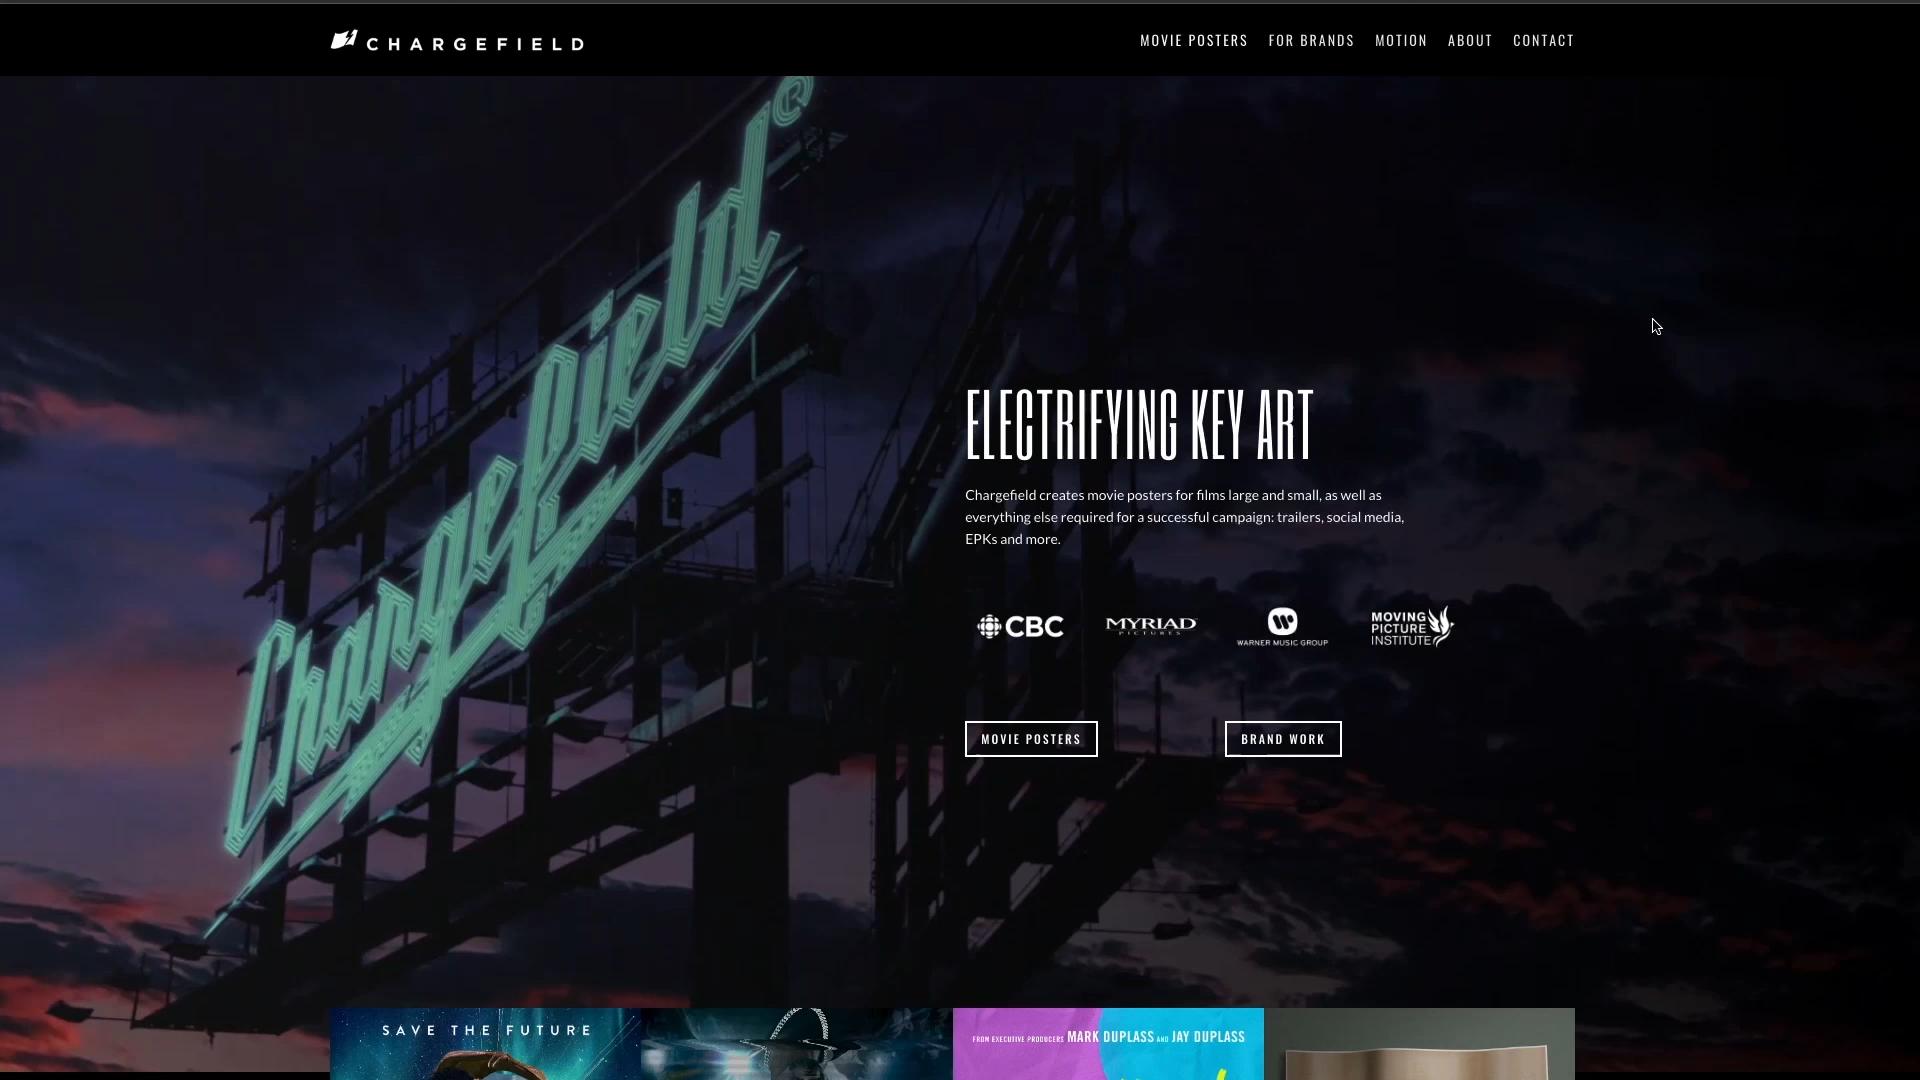 CHARGEFIELD
MOVIE POSTERS
FOR BRANDS
MOTION
ABOUT
CONTACT
Chargefield®
ELECTRIFYING KEY ART
Chargefield creates movie posters for films large and small, as well as
everything else required for a successful campaign: trailers, social media,
EPKs and more.
CBC
MYRIAD
PICTURES
WARNER MUSIC GROUP
MOVING
PICTURE
INSTITUTE
MOVIE POSTERS
BRAND WORK
SAVE THE FUTURE
FROM EXECUTIVE PRODUCERS MARK DUPLASS AND JAY DUPLASS